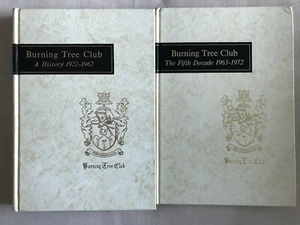 Burning Tree Club
A History 1922-1962
Burning Tree Club
Burning Tree Club
The Fifth Decade 1963-1972
Burning Tree Club